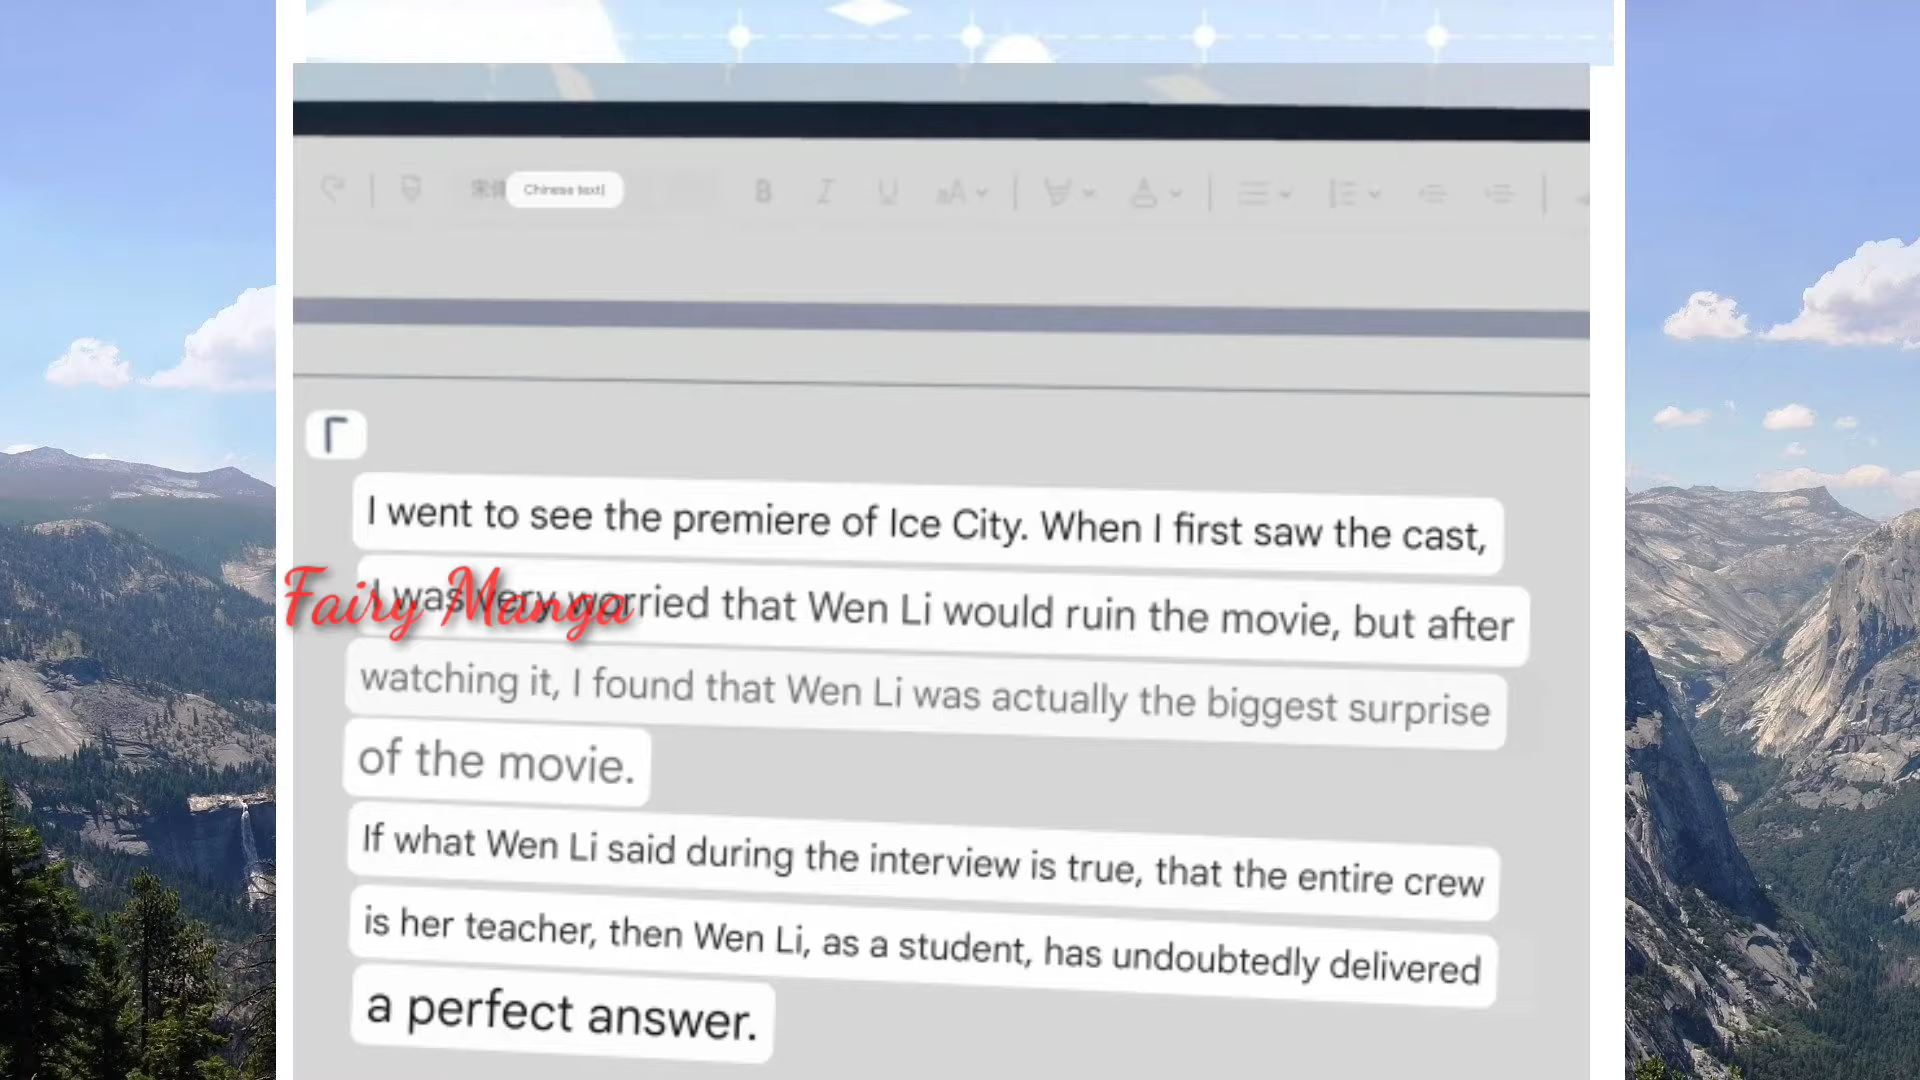 宋体 Chinese text|
B I U aA A
「
I went to see the premiere of Ice City. When I first saw the cast,
I was very worried that Wen Li would ruin the movie, but after
Fairy Manga
watching it, I found that Wen Li was actually the biggest surprise
of the movie.
If what Wen Li said during the interview is true, that the entire crew
is her teacher, then Wen Li, as a student, has undoubtedly delivered
a perfect answer.